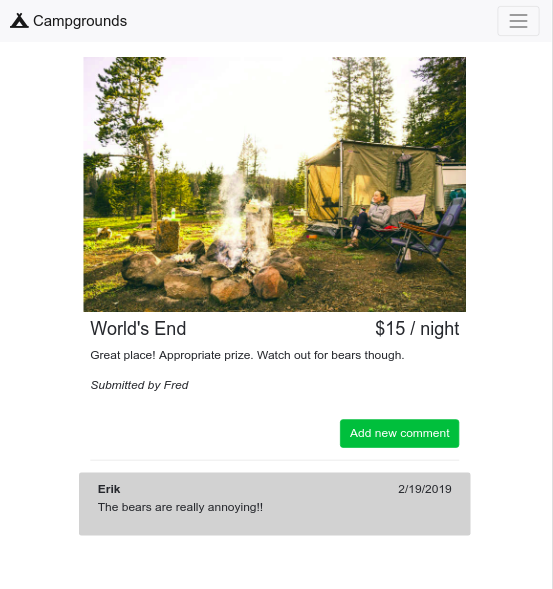 Campgrounds
World's End
$15 / night
Great place! Appropriate prize. Watch out for bears though.
Submitted by Fred
Add new comment
Erik
2/19/2019
The bears are really annoying!!